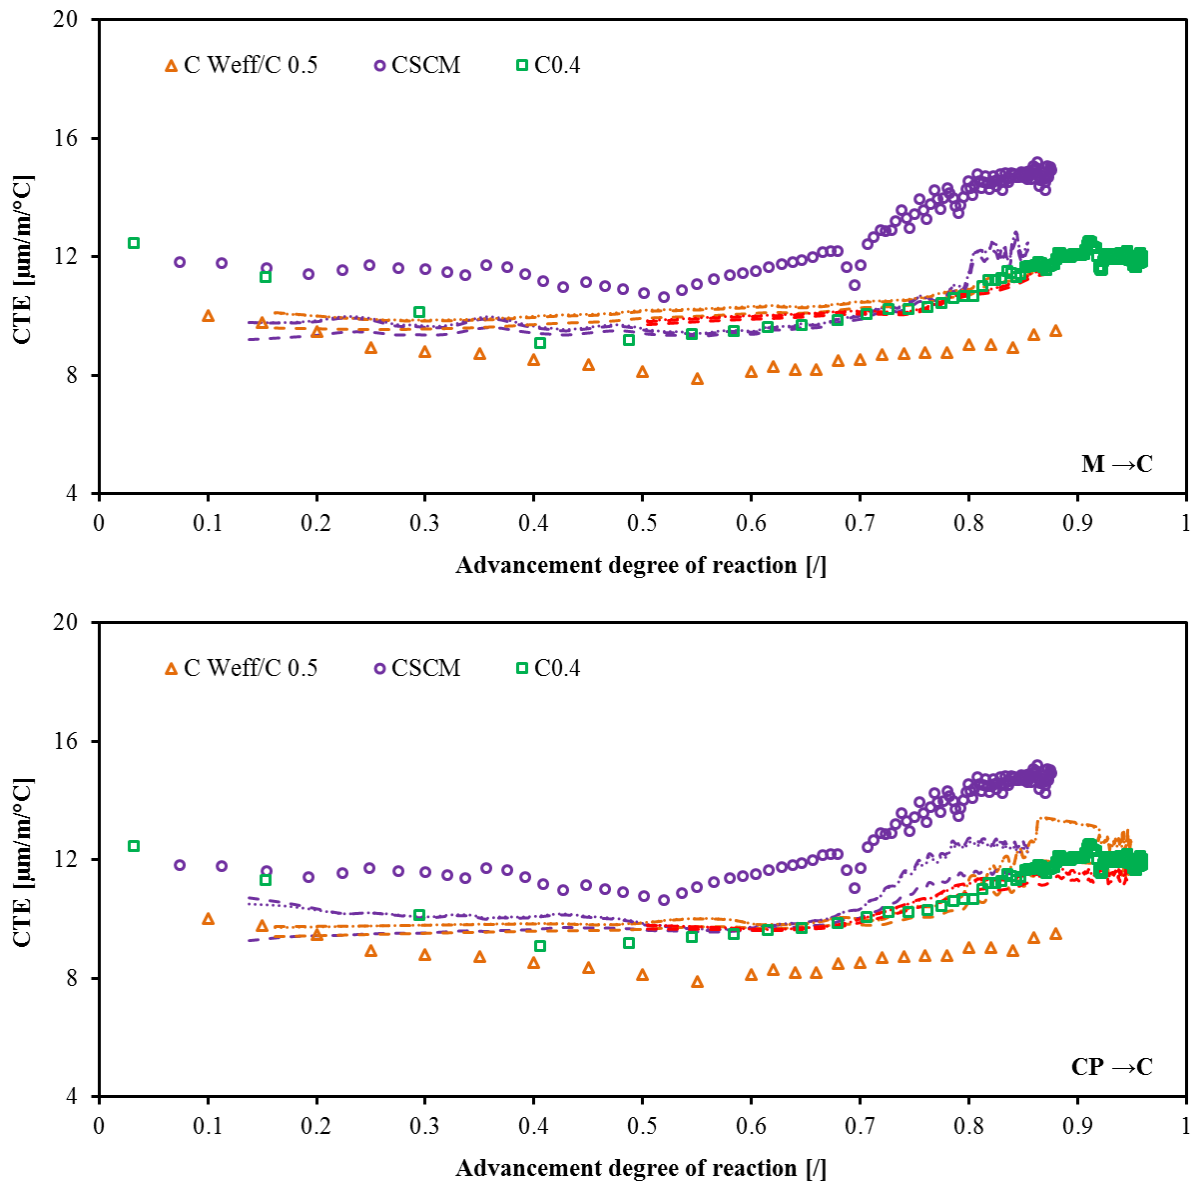 20
C Weff/C 0.5 CSCM C0.4
16
12
8
4
CTE [µm/m/°C]
M →C
0 0.1 0.2 0.3 0.4 0.5 0.6 0.7 0.8 0.9 1
Advancement degree of reaction [/]
20
C Weff/C 0.5 CSCM C0.4
16
12
8
4
CTE [µm/m/°C]
CP →C
0 0.1 0.2 0.3 0.4 0.5 0.6 0.7 0.8 0.9 1
Advancement degree of reaction [/]